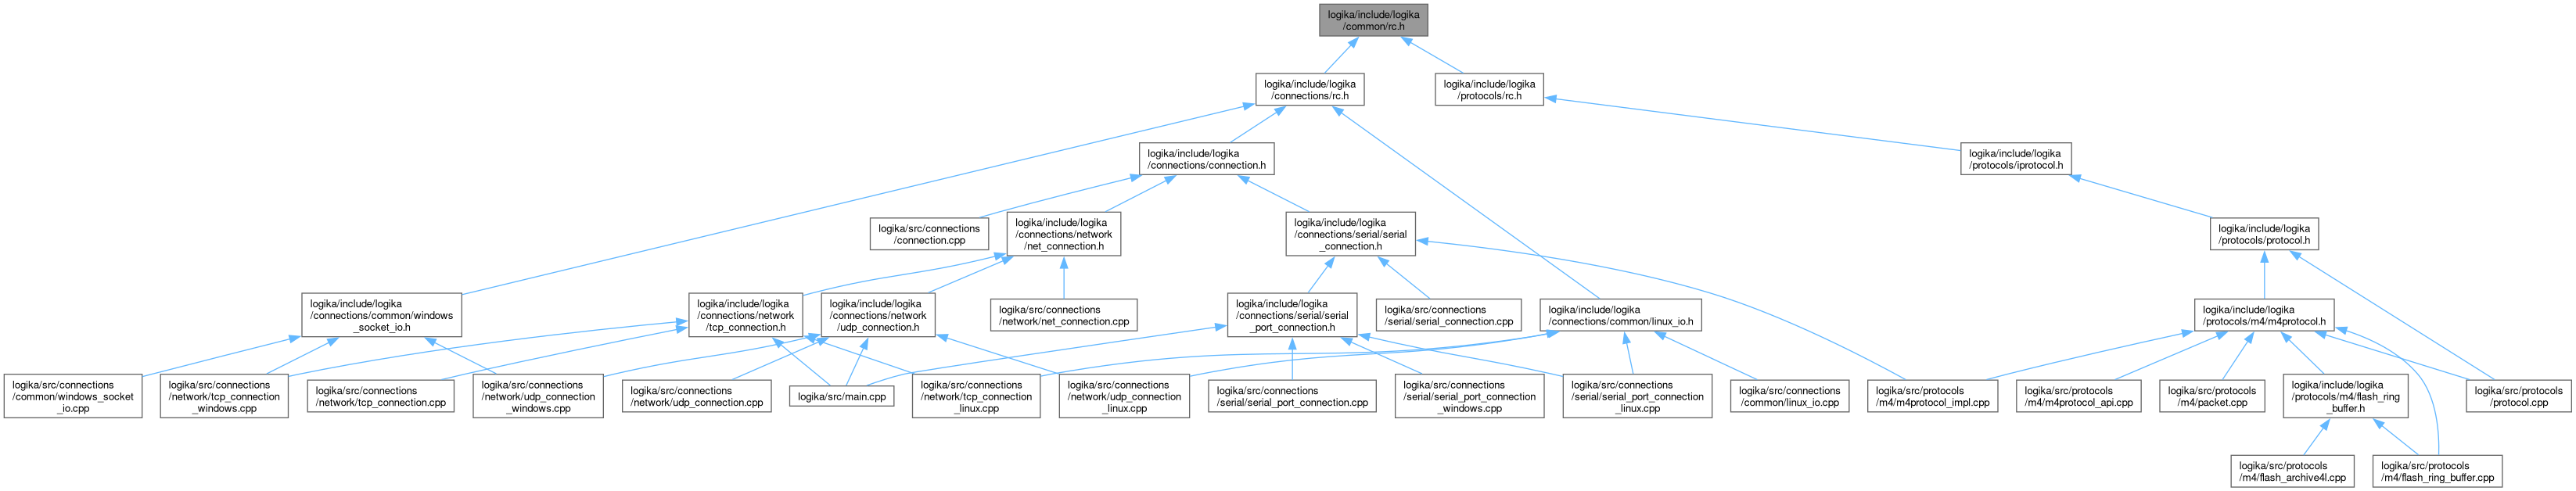 logika/include/logika
/common/rc.h
logika/include/logika
/connections/rc.h
logika/include/logika
/protocols/rc.h
logika/include/logika
/connections/connection.h
logika/include/logika
/protocols/iprotocol.h
logika/src/connections
/connection.cpp
logika/include/logika
/connections/network
/net_connection.h
logika/include/logika
/connections/serial/serial
_connection.h
logika/include/logika
/protocols/protocol.h
logika/include/logika
/connections/common/windows
_socket_io.h
logika/include/logika
/connections/network
/tcp_connection.h
logika/include/logika
/connections/network
/udp_connection.h
logika/src/connections
/network/net_connection.cpp
logika/include/logika
/connections/serial/serial
_port_connection.h
logika/src/connections
/serial/serial_connection.cpp
logika/include/logika
/connections/common/linux_io.h
logika/include/logika
/protocols/m4/m4protocol.h
logika/src/connections
/common/windows_socket
_io.cpp
logika/src/connections
/network/tcp_connection
_windows.cpp
logika/src/connections
/network/tcp_connection.cpp
logika/src/connections
/network/udp_connection
_windows.cpp
logika/src/connections
/network/udp_connection.cpp
logika/src/main.cpp
logika/src/connections
/network/tcp_connection
_linux.cpp
logika/src/connections
/network/udp_connection
_linux.cpp
logika/src/connections
/serial/serial_port_connection.cpp
logika/src/connections
/serial/serial_port_connection
_windows.cpp
logika/src/connections
/serial/serial_port_connection
_linux.cpp
logika/src/connections
/common/linux_io.cpp
logika/src/protocols
/m4/m4protocol_impl.cpp
logika/src/protocols
/m4/m4protocol_api.cpp
logika/src/protocols
/m4/packet.cpp
logika/include/logika
/protocols/m4/flash_ring
_buffer.h
logika/src/protocols
/protocol.cpp
logika/src/protocols
/m4/flash_archive4l.cpp
logika/src/protocols
/m4/flash_ring_buffer.cpp